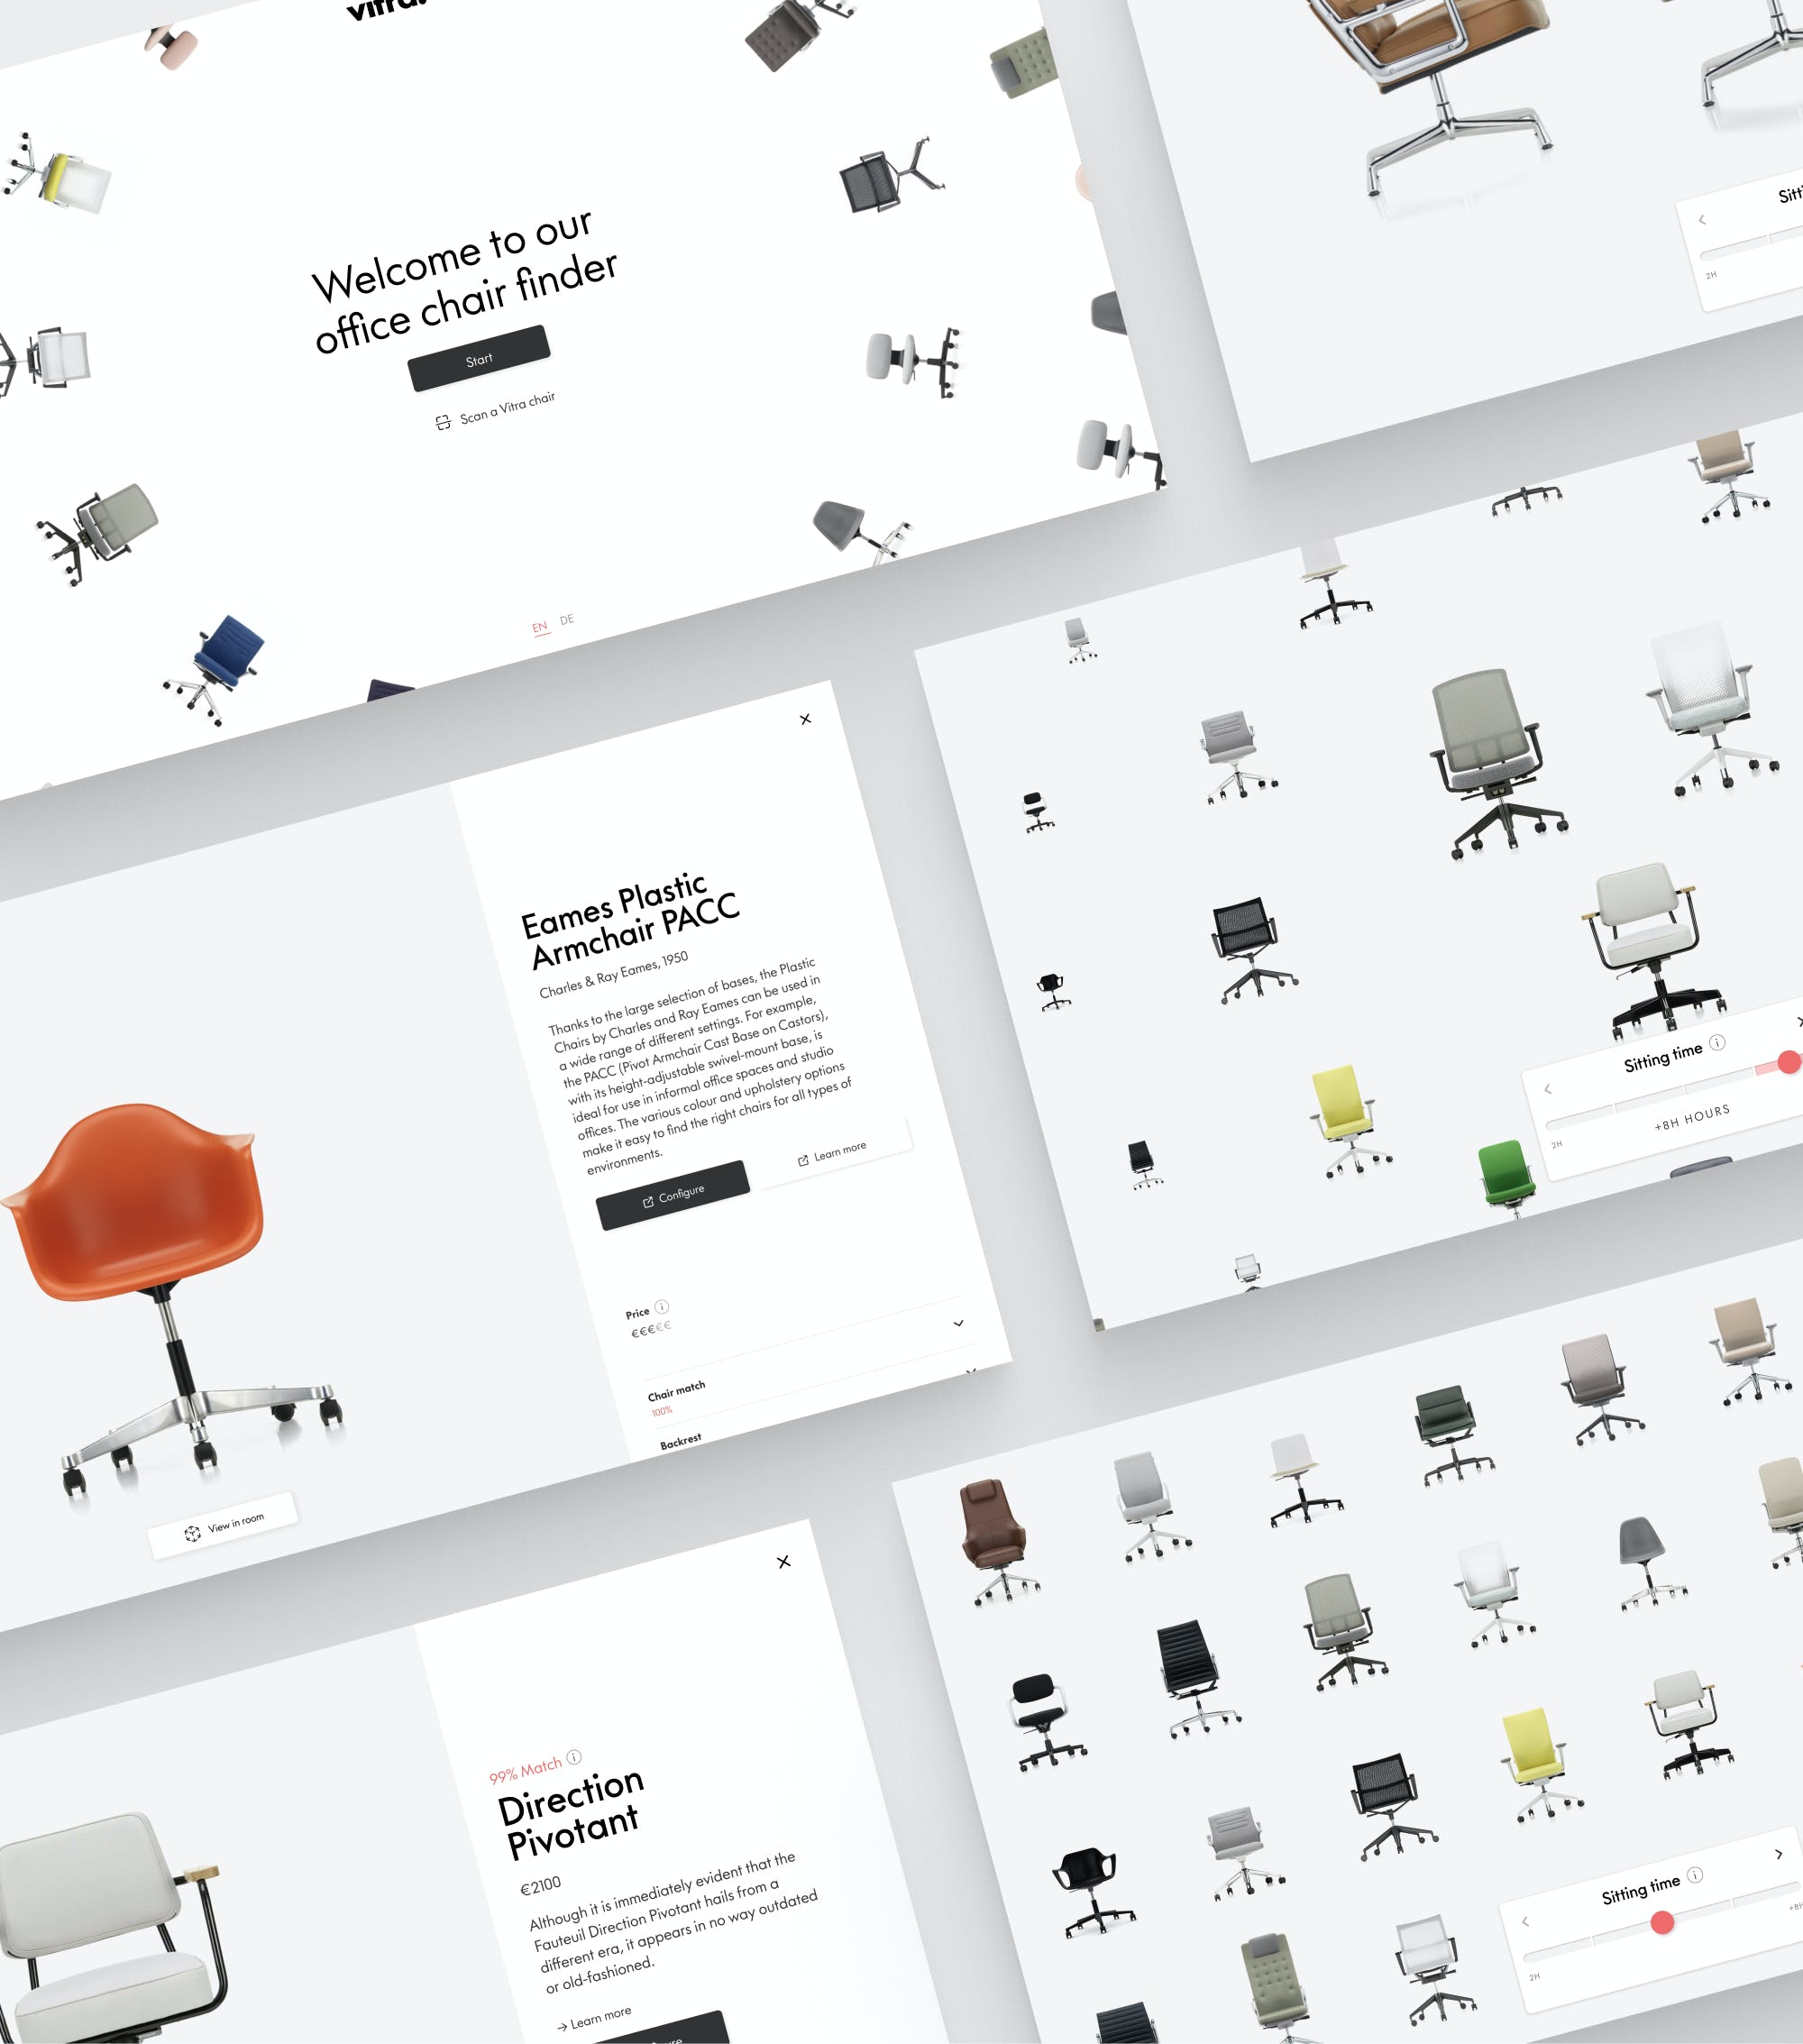 vitra.
Welcome to our
office chair finder
Start
Scan a Vitra chair
EN DE
2H
Eames Plastic
Armchair PACC
Charles & Ray Eames, 1950
Thanks to the large selection of bases, the Plastic
Chairs by Charles and Ray Eames can be used in
a wide range of different settings. For example,
the PACC (Pivot Armchair Cast Base on Castors),
with its height-adjustable swivel-mount base, is
ideal for use in informal office spaces and studio
offices. The various colour and upholstery options
make it easy to find the right chairs for all types of
environments.
Configure
Learn more
Price
€€€€€
Chair match
100%
Backrest
View in room
Sitting time
2H
+8H HOURS
99% Match
Direction
Pivotant
€2100
Although it is immediately evident that the
Fauteuil Direction Pivotant hails from a
different era, it appears in no way outdated
or old-fashioned.
→ Learn more
Sitting time
2H
+8H